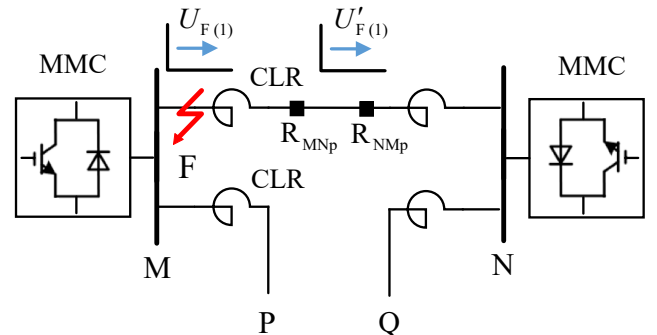 U_F(1)
U'_F(1)
MMC
CLR
MMC
R_MNp
R_NMp
F
CLR
M
N
P
Q